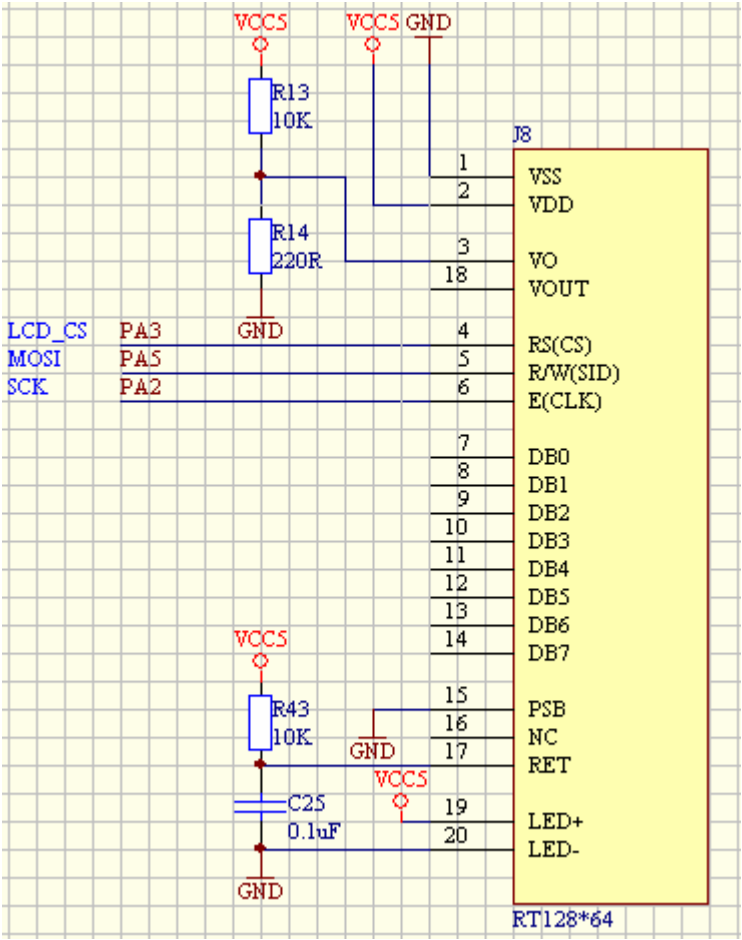 VCC5 VCC5 GND
R13
10K
J8
1 VSS
2 VDD
R14
220R
3 VO
18 VOUT
GND
LCD_CS PA3 4 RS(CS)
MOSI PA5 5 R/W(SID)
SCK PA2 6 E(CLK)
7 DB0
8 DB1
9 DB2
10 DB3
11 DB4
12 DB5
13 DB6
14 DB7
VCC5
R43
10K
15 PSB
16 NC
GND
17 RET
VCC5
C25
0.1uF
19 LED+
20 LED-
GND
RT128*64